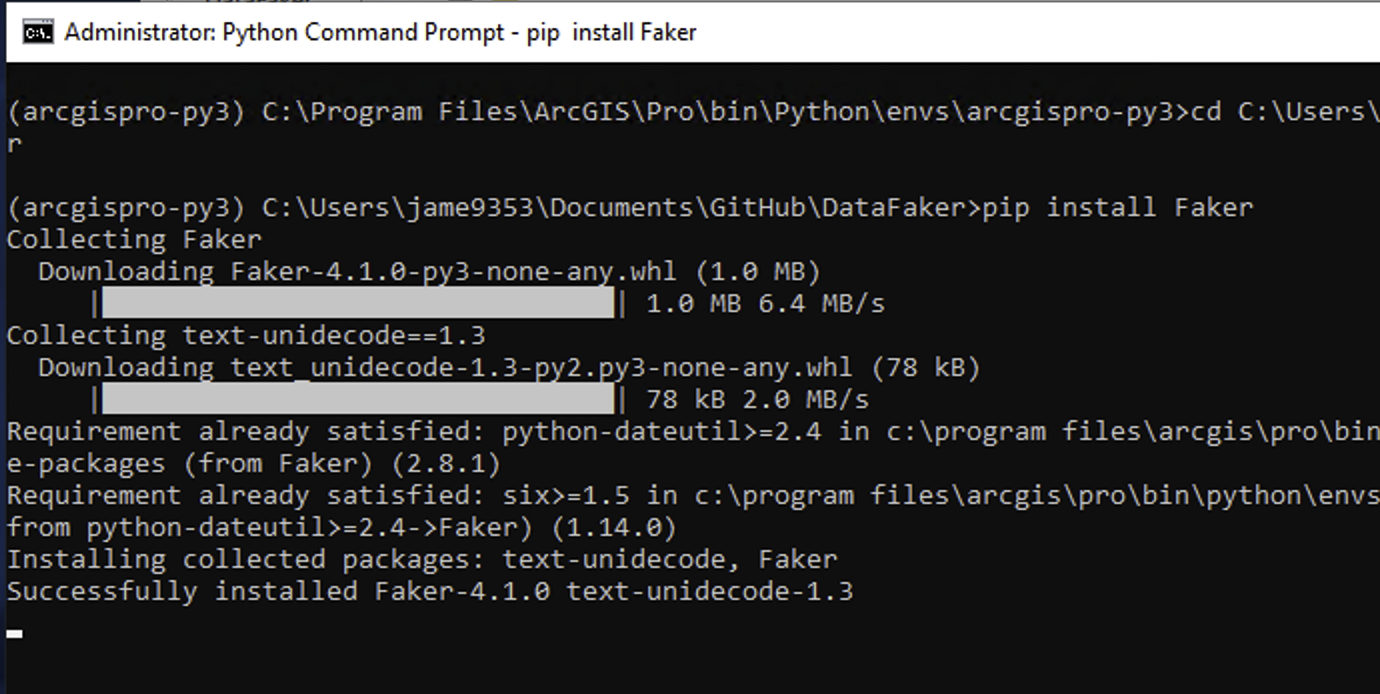 Administrator: Python Command Prompt - pip  install Faker
(arcgispro-py3) C:\Program Files\ArcGIS\Pro\bin\Python\envs\arcgispro-py3>cd C:\Users\
r
(arcgispro-py3) C:\Users\jame9353\Documents\GitHub\DataFaker>pip install Faker
Collecting Faker
  Downloading Faker-4.1.0-py3-none-any.whl (1.0 MB)
     |████████████████████████████████| 1.0 MB 6.4 MB/s
Collecting text-unidecode==1.3
  Downloading text_unidecode-1.3-py2.py3-none-any.whl (78 kB)
     |████████████████████████████████| 78 kB 2.0 MB/s
Requirement already satisfied: python-dateutil>=2.4 in c:\program files\arcgis\pro\bin
e-packages (from Faker) (2.8.1)
Requirement already satisfied: six>=1.5 in c:\program files\arcgis\pro\bin\python\envs
from python-dateutil>=2.4->Faker) (1.14.0)
Installing collected packages: text-unidecode, Faker
Successfully installed Faker-4.1.0 text-unidecode-1.3